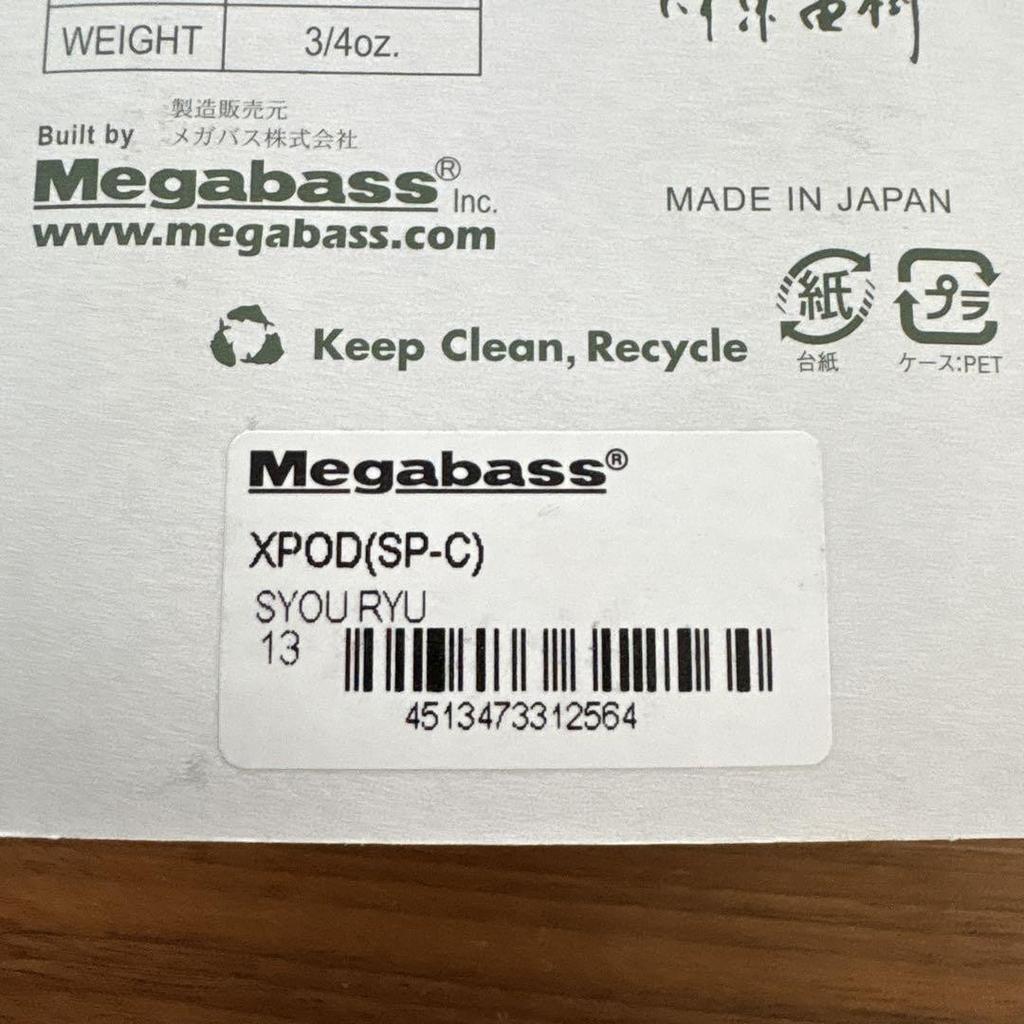 WEIGHT 3/4oz.
製造販売元
Built by メガバス株式会社
Megabass® Inc.
www.megabass.com
MADE IN JAPAN
Keep Clean, Recycle
紙
台紙
プラ
ケース:PET
Megabass®
XPOD(SP-C)
SYOU RYU
13
4513473312564